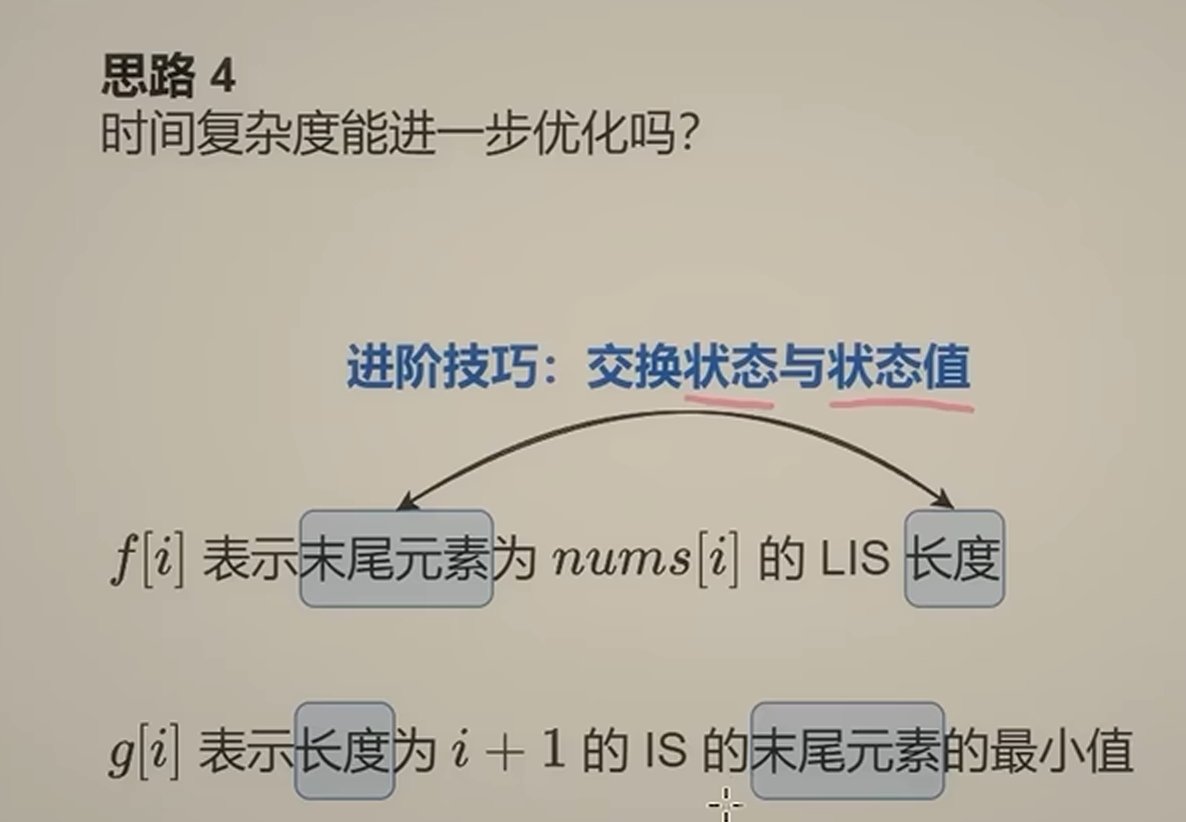 思路 4
时间复杂度能进一步优化吗？
进阶技巧：交换状态与状态值
f[i] 表示末尾元素为 nums[i] 的 LIS 长度
g[i] 表示长度为 i + 1 的 IS 的末尾元素的最小值